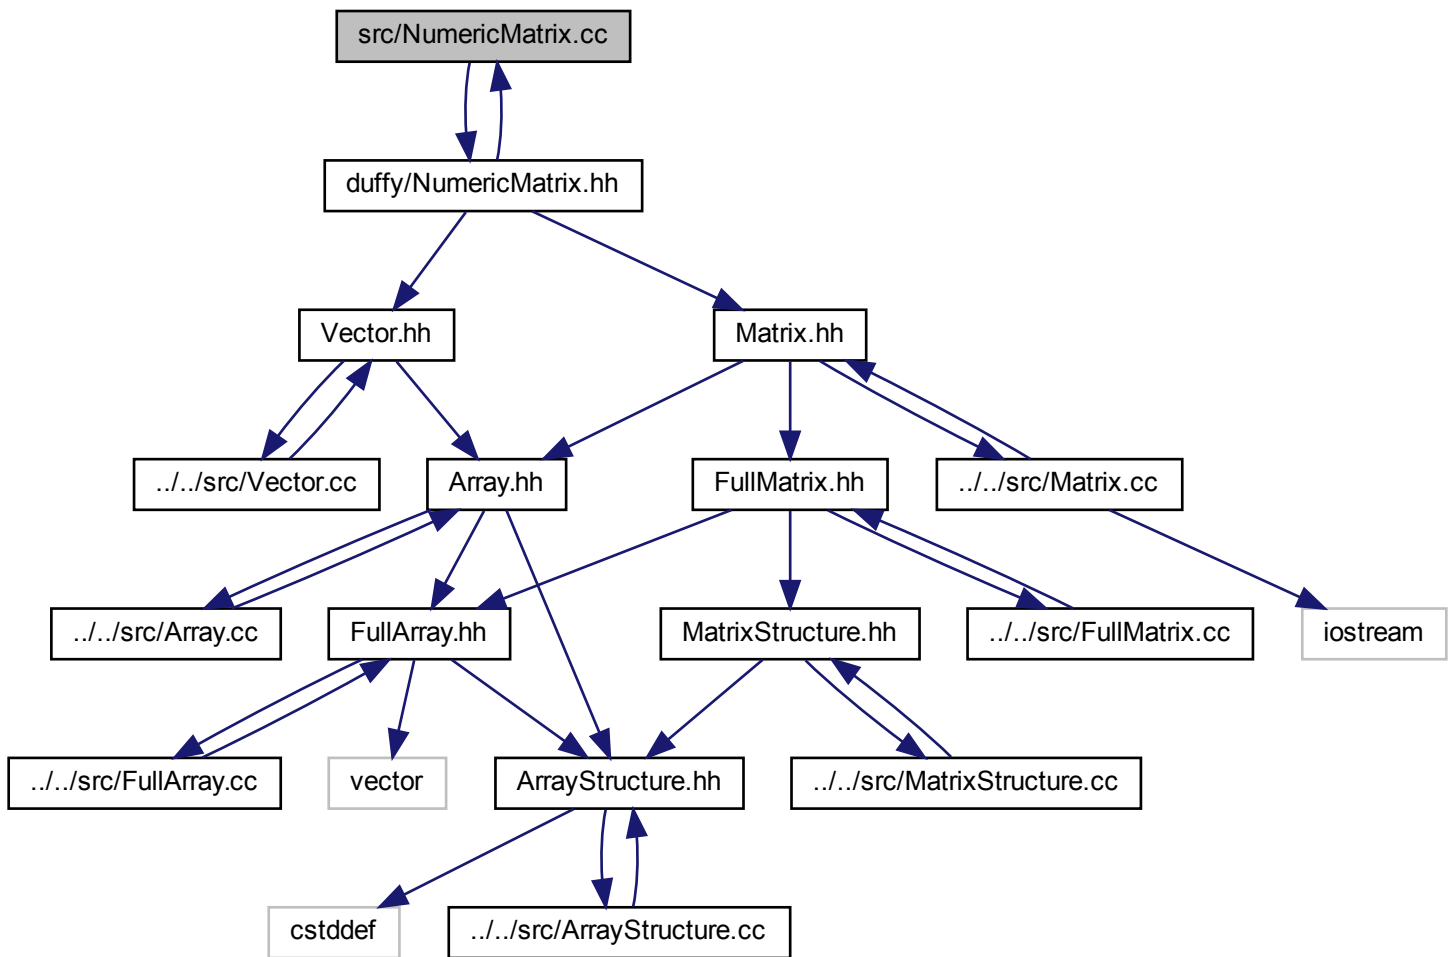 src/NumericMatrix.cc
duffy/NumericMatrix.hh
Vector.hh
Matrix.hh
../../src/Vector.cc
Array.hh
FullMatrix.hh
../../src/Matrix.cc
../../src/Array.cc
FullArray.hh
MatrixStructure.hh
../../src/FullMatrix.cc
iostream
../../src/FullArray.cc
vector
ArrayStructure.hh
../../src/MatrixStructure.cc
cstddef
../../src/ArrayStructure.cc